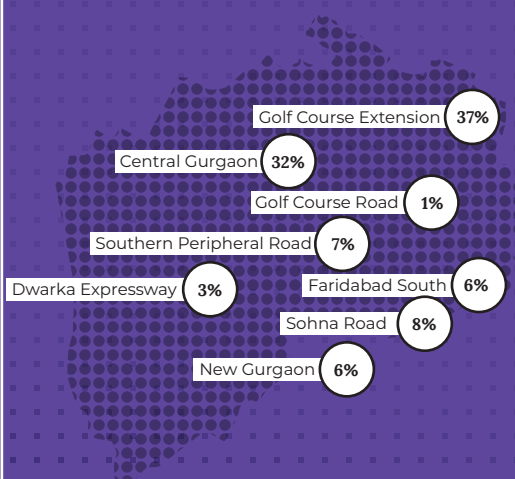 Golf Course Extension 37%
Central Gurgaon 32%
Golf Course Road 1%
Southern Peripheral Road 7%
Faridabad South 6%
Dwarka Expressway 3%
Sohna Road 8%
New Gurgaon 6%